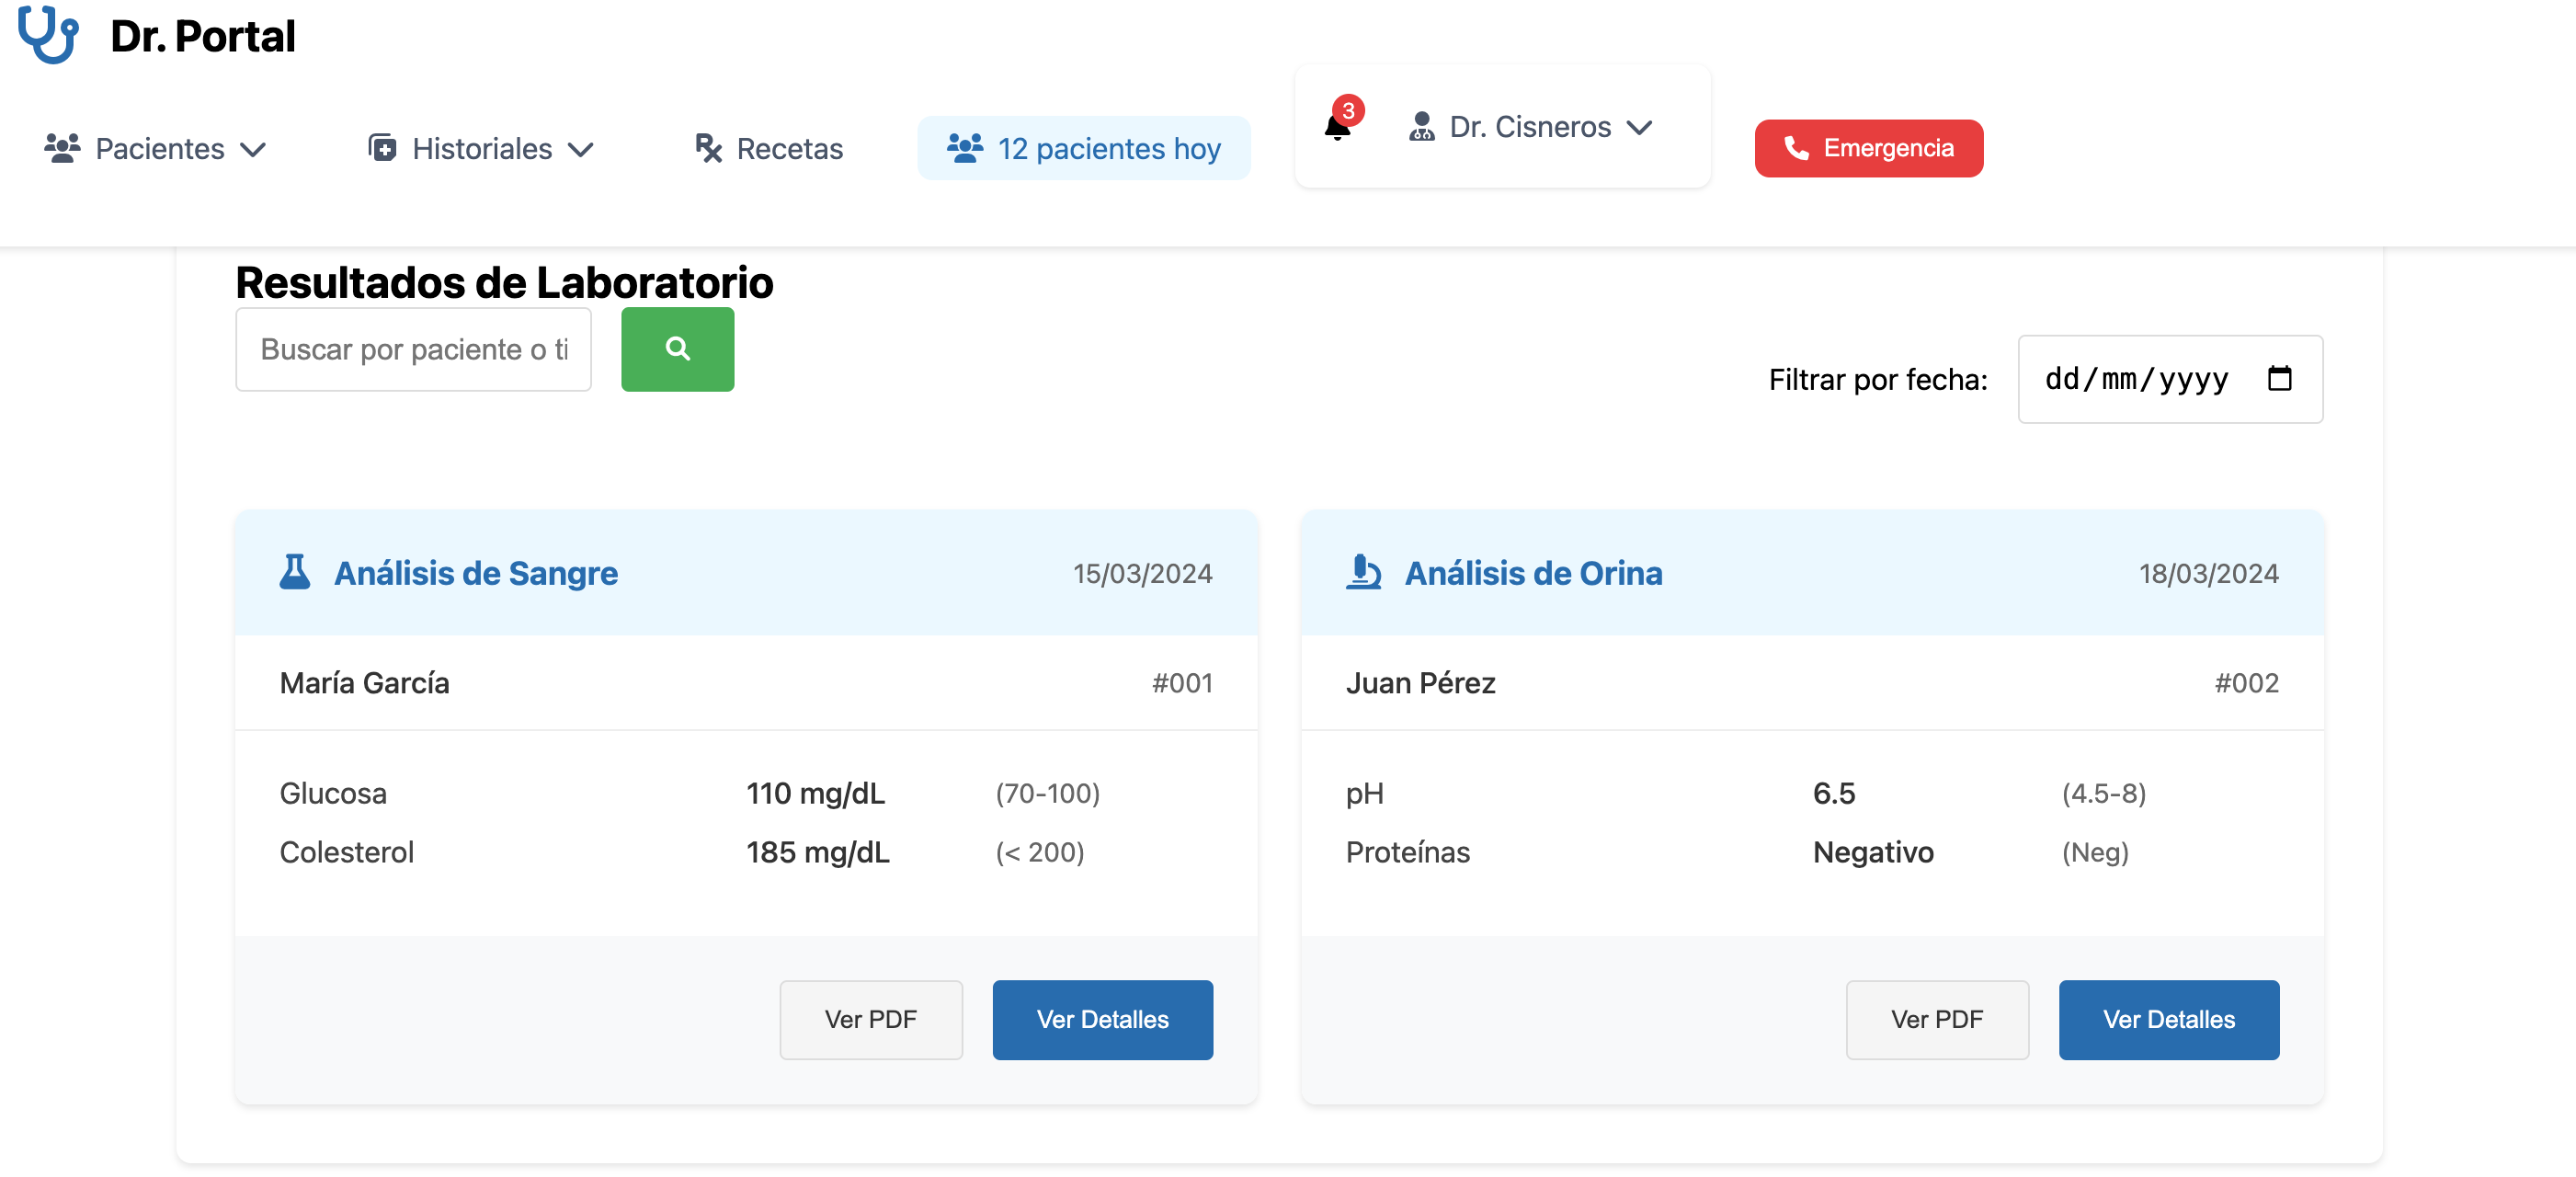 Dr. Portal
Pacientes
Historiales
Recetas
12 pacientes hoy
3
Dr. Cisneros
Emergencia
Resultados de Laboratorio
Buscar por paciente o ti
Filtrar por fecha:
dd/mm/yyyy
Análisis de Sangre 15/03/2024
María García #001
Glucosa 110 mg/dL (70-100)
Colesterol 185 mg/dL (< 200)
Ver PDF Ver Detalles
Análisis de Orina 18/03/2024
Juan Pérez #002
pH 6.5 (4.5-8)
Proteínas Negativo (Neg)
Ver PDF Ver Detalles